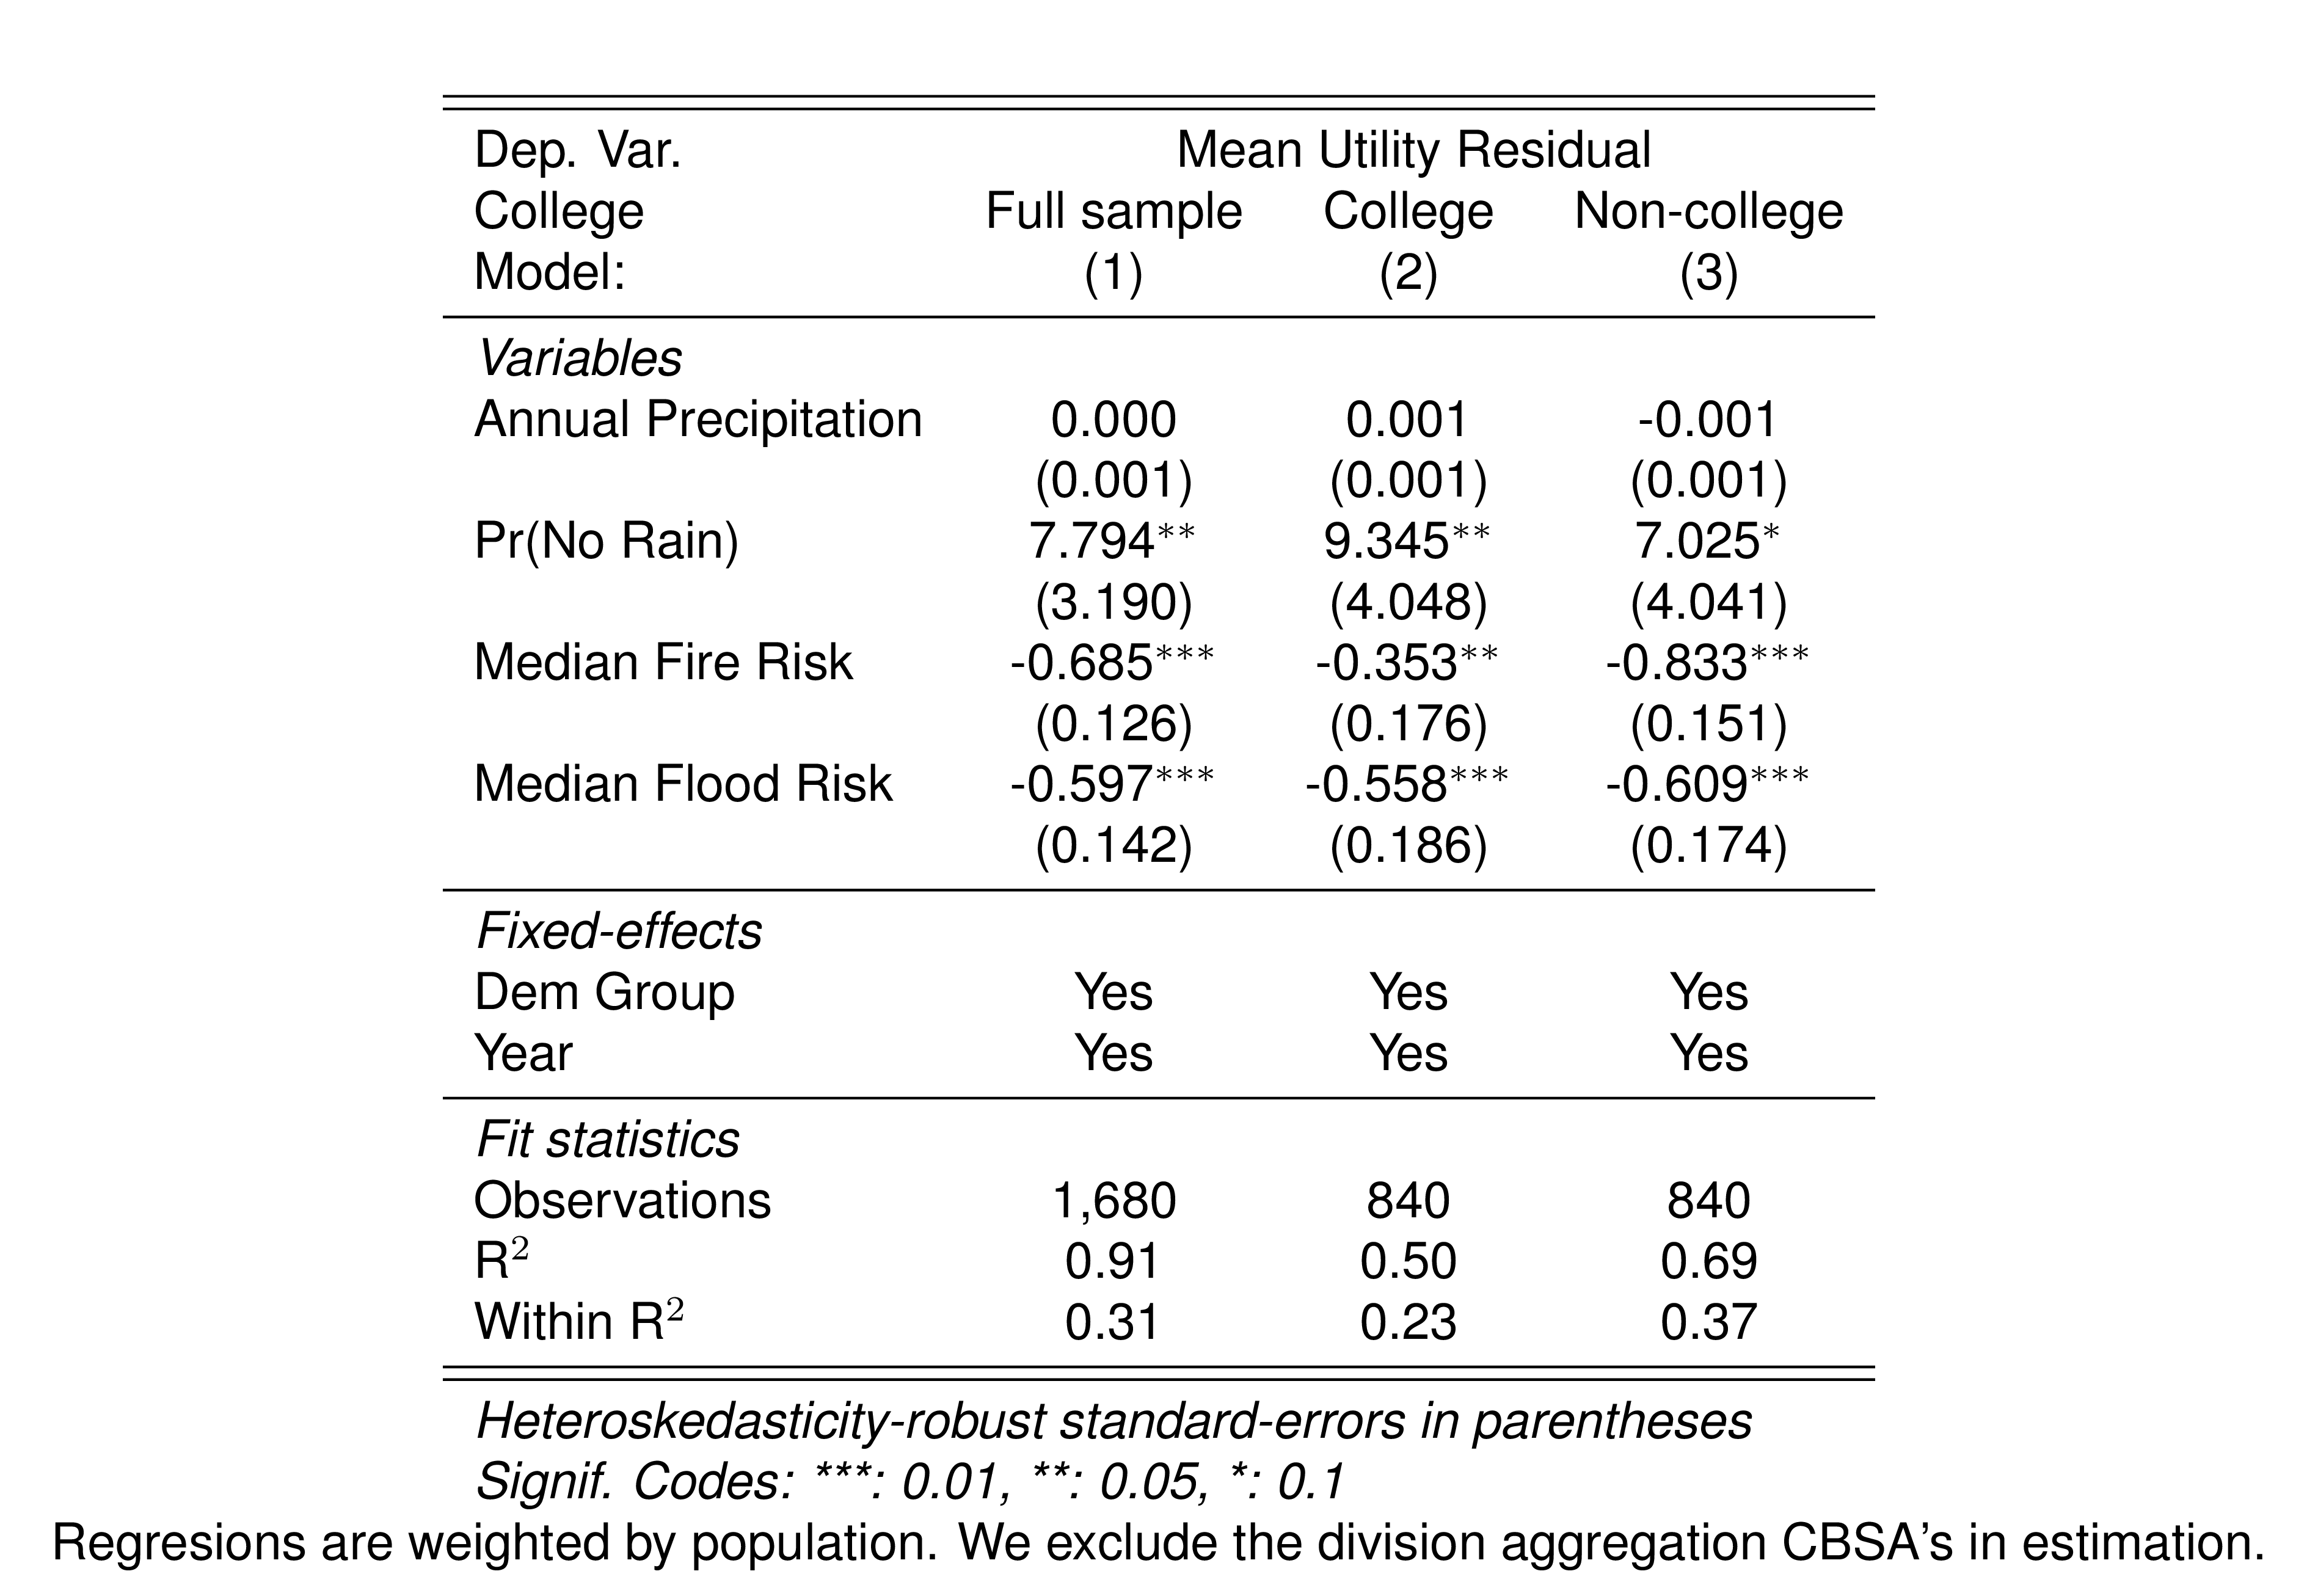 Dep. Var. Mean Utility Residual
College Full sample College Non-college
Model: (1) (2) (3)
Variables
Annual Precipitation 0.000 0.001 -0.001
(0.001) (0.001) (0.001)
Pr(No Rain) 7.794** 9.345** 7.025*
(3.190) (4.048) (4.041)
Median Fire Risk -0.685*** -0.353** -0.833***
(0.126) (0.176) (0.151)
Median Flood Risk -0.597*** -0.558*** -0.609***
(0.142) (0.186) (0.174)
Fixed-effects
Dem Group Yes Yes Yes
Year Yes Yes Yes
Fit statistics
Observations 1,680 840 840
R² 0.91 0.50 0.69
Within R² 0.31 0.23 0.37
Heteroskedasticity-robust standard-errors in parentheses
Signif. Codes: ***: 0.01, **: 0.05, *: 0.1
Regresions are weighted by population. We exclude the division aggregation CBSA's in estimation.